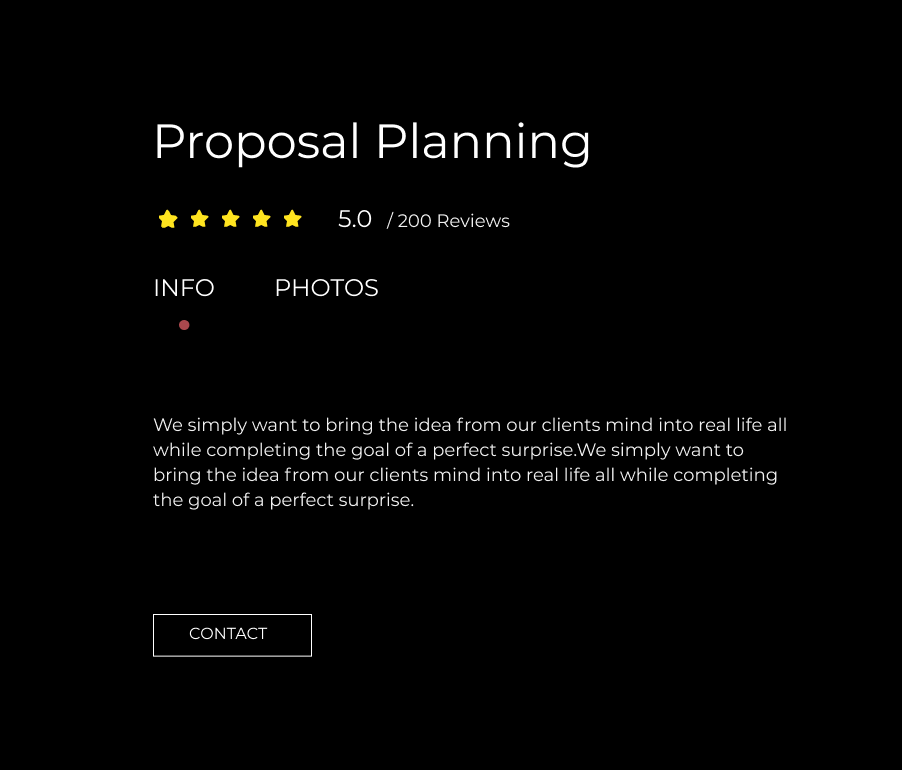 Proposal Planning
5.0 / 200 Reviews
INFO PHOTOS
We simply want to bring the idea from our clients mind into real life all
while completing the goal of a perfect surprise.We simply want to
bring the idea from our clients mind into real life all while completing
the goal of a perfect surprise.
CONTACT